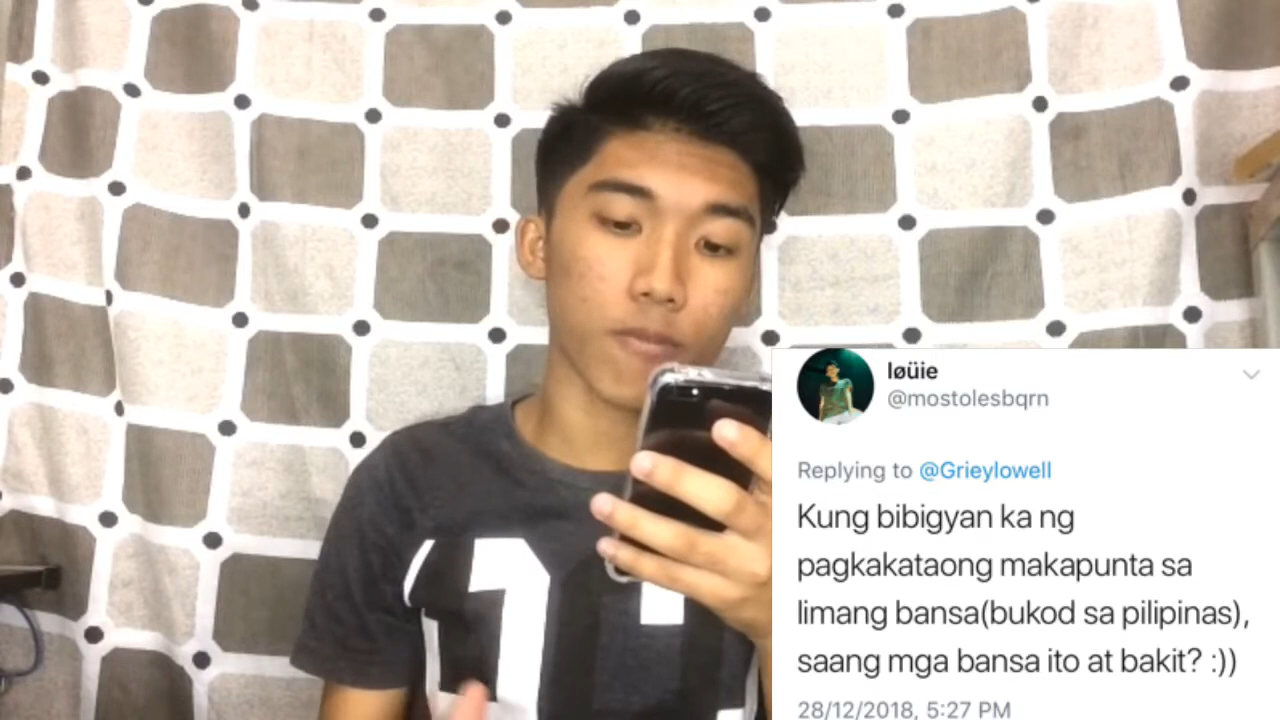 løüie
@mostolesbqrn
Replying to @Grieylowell
Kung bibigyan ka ng
pagkakataong makapunta sa
limang bansa(bukod sa pilipinas),
saang mga bansa ito at bakit? :))
28/12/2018, 5:27 PM